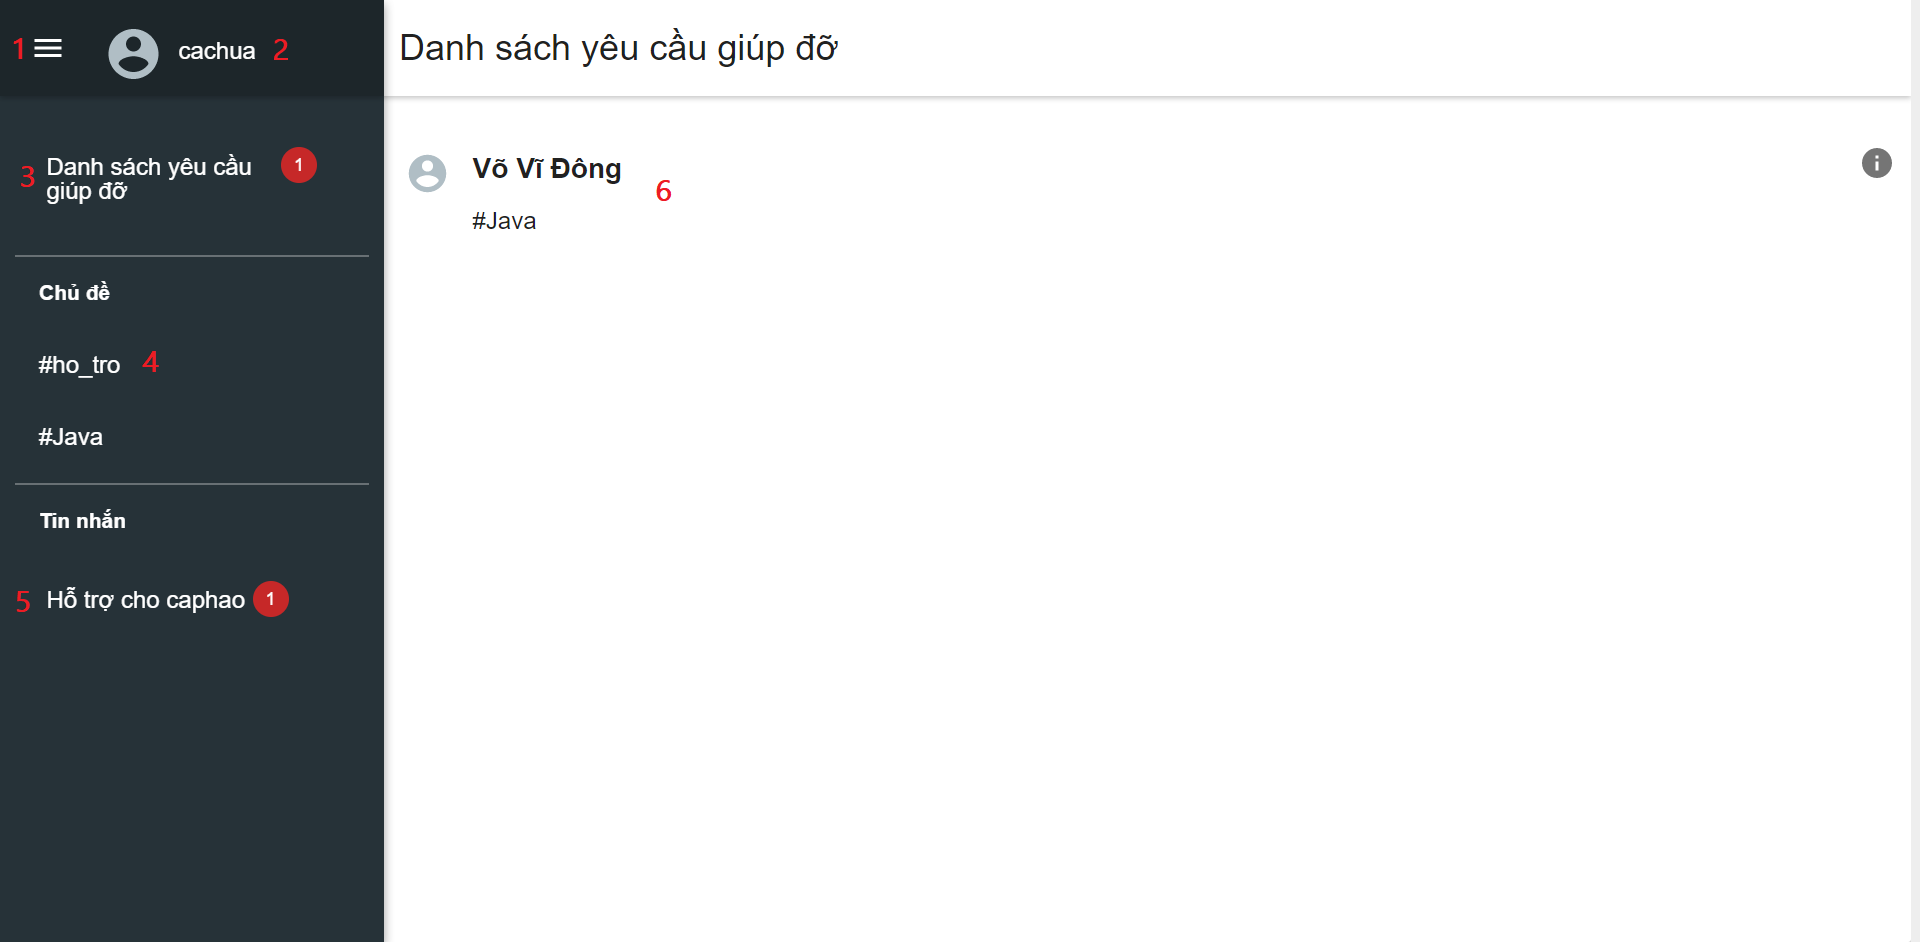 1
cachua 2
Danh sách yêu cầu giúp đỡ
3 Danh sách yêu cầu 1
giúp đỡ
Chủ đề
#ho_tro 4
#Java
Tin nhắn
5 Hỗ trợ cho caphao 1
Võ Vĩ Đông
6
#Java